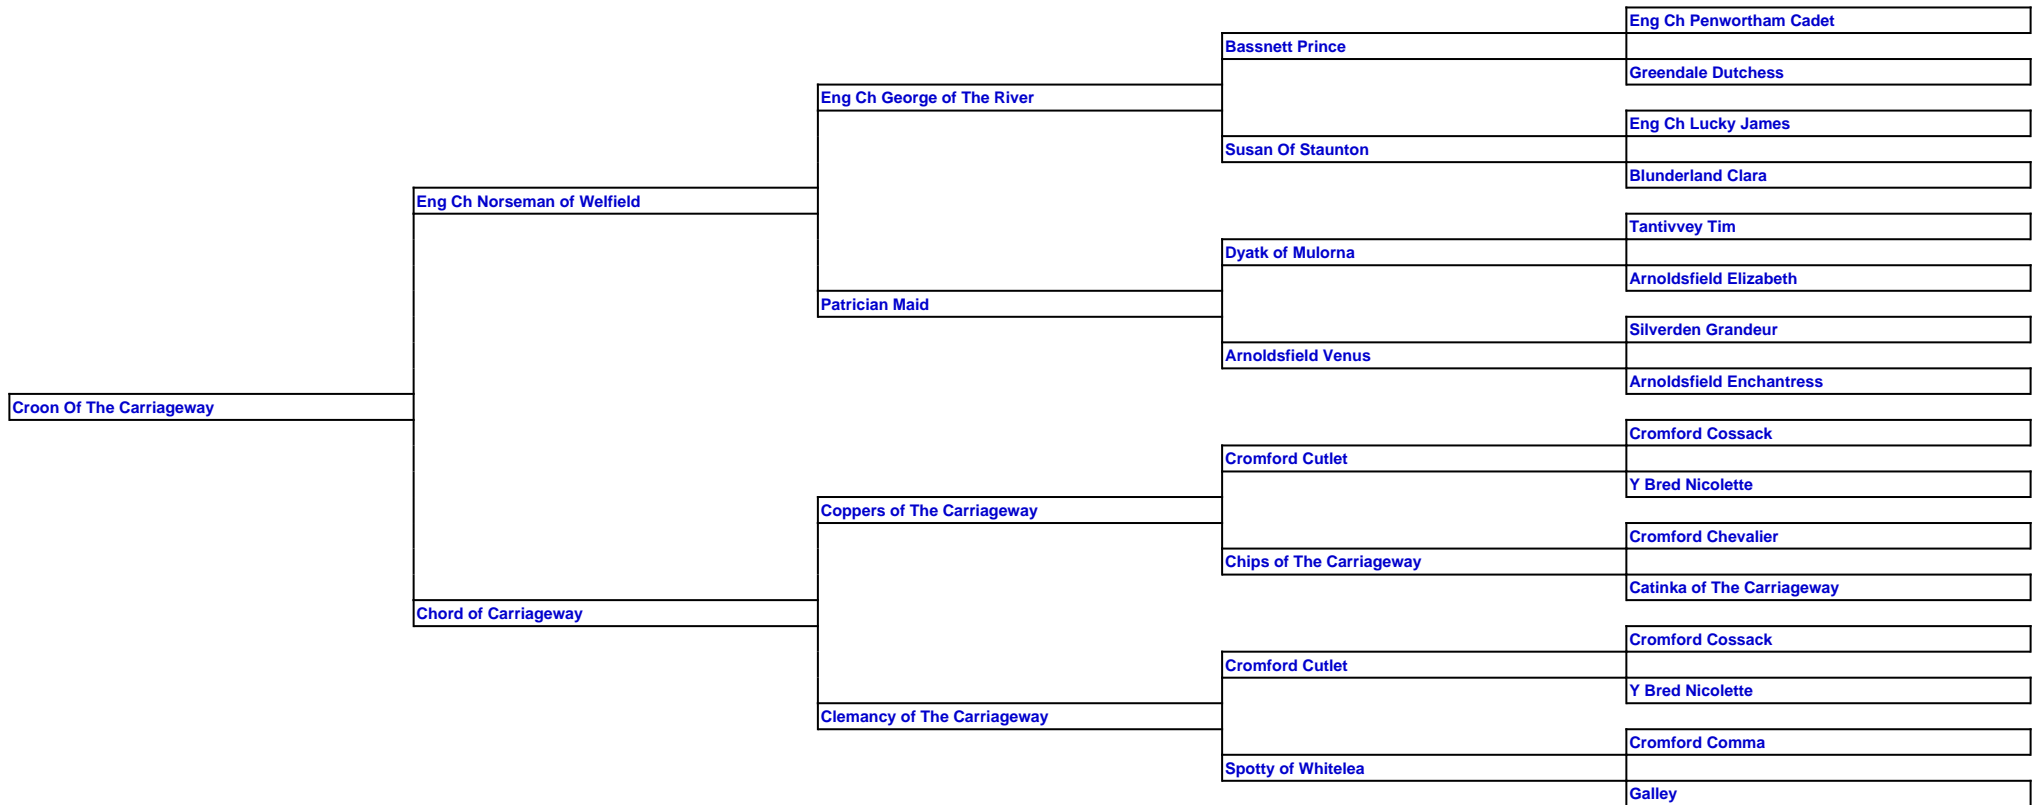 Eng Ch Penwortham Cadet
Bassnett Prince
Greendale Dutchess
Eng Ch George of The River
Eng Ch Lucky James
Susan Of Staunton
Blunderland Clara
Eng Ch Norseman of Welfield
Tantivvey Tim
Dyatk of Mulorna
Arnoldsfield Elizabeth
Patrician Maid
Silverden Grandeur
Arnoldsfield Venus
Arnoldsfield Enchantress
Croon Of The Carriageway
Cromford Cossack
Cromford Cutlet
Y Bred Nicolette
Coppers of The Carriageway
Cromford Chevalier
Chips of The Carriageway
Catinka of The Carriageway
Chord of Carriageway
Cromford Cossack
Cromford Cutlet
Y Bred Nicolette
Clemancy of The Carriageway
Cromford Comma
Spotty of Whitelea
Galley